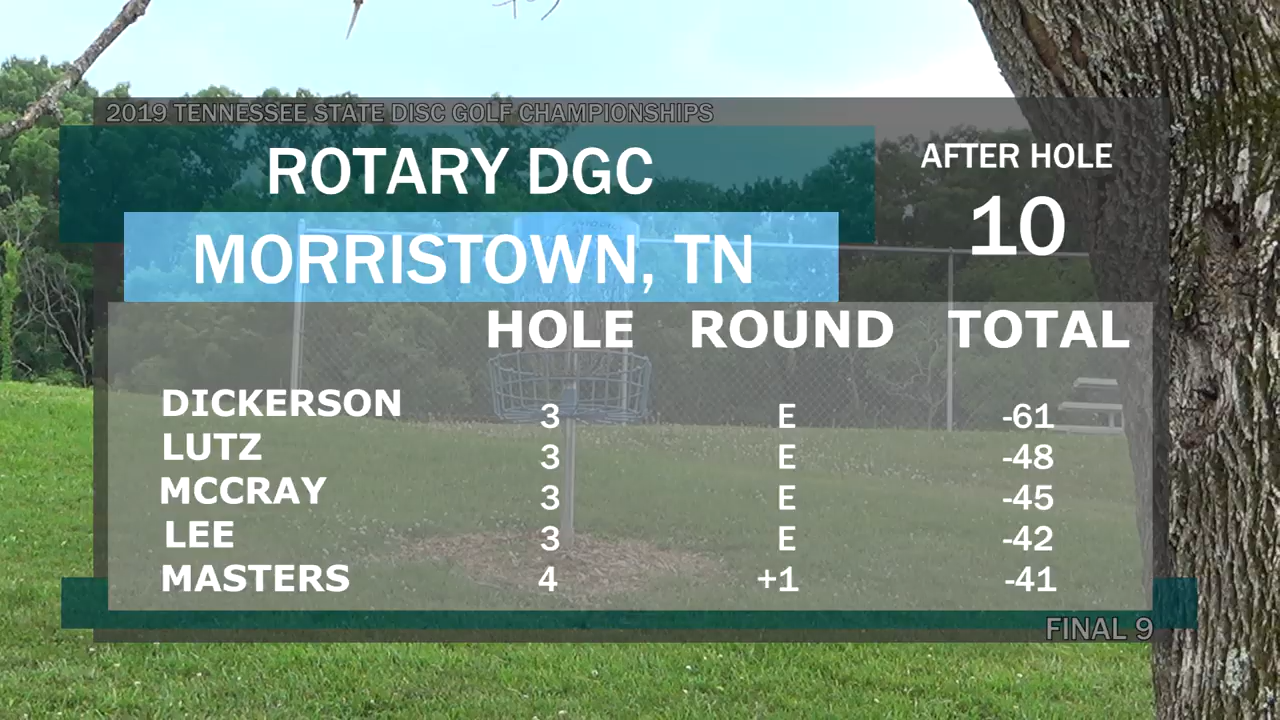 2019 TENNESSEE STATE DISC GOLF CHAMPIONSHIPS
ROTARY DGC
AFTER HOLE
10
MORRISTOWN, TN
HOLE ROUND TOTAL
DICKERSON 3 E -61
LUTZ 3 E -48
MCCRAY 3 E -45
LEE 3 E -42
MASTERS 4 +1 -41
FINAL 9